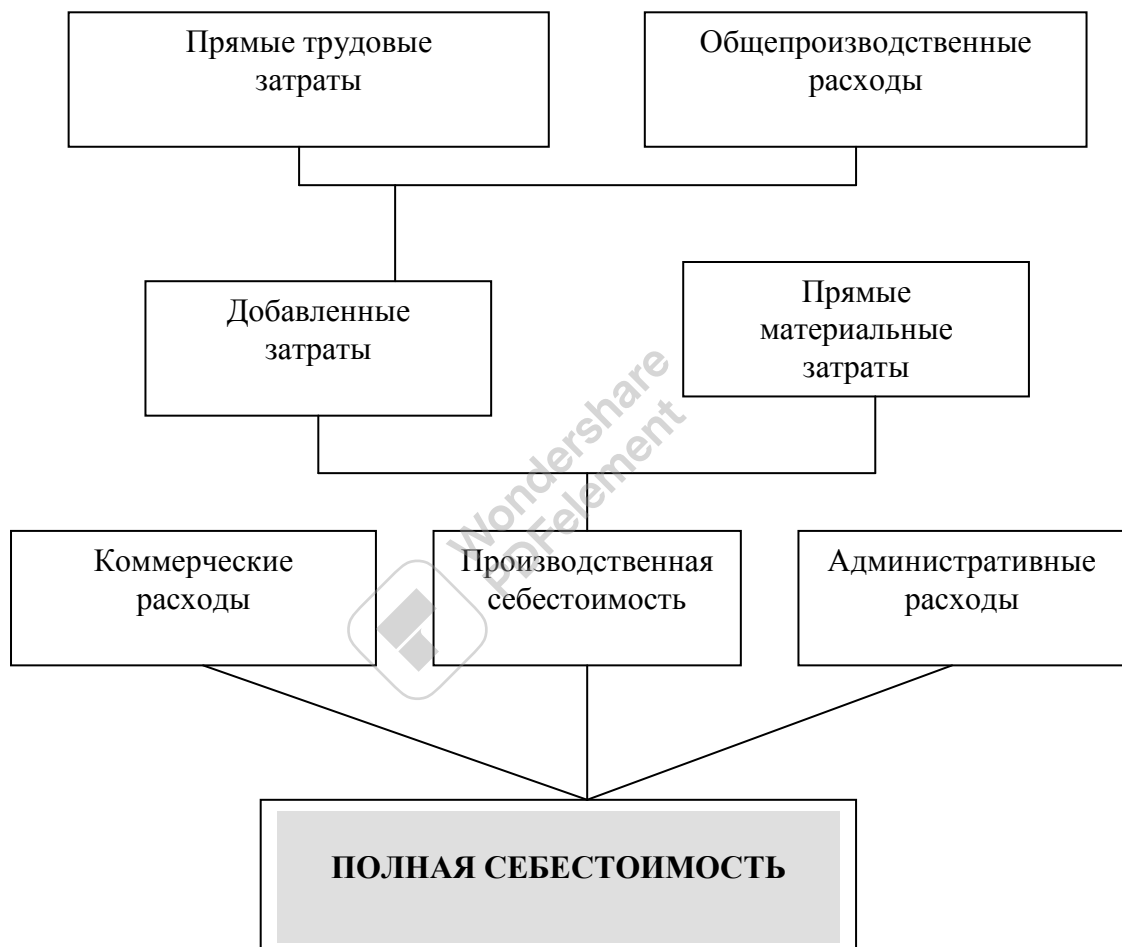 Прямые трудовые
затраты
Общепроизводственные
расходы
Добавленные
затраты
Прямые
материальные
затраты
Wondershare
PDFelement
Коммерческие
расходы
Производственная
себестоимость
Административные
расходы
ПОЛНАЯ СЕБЕСТОИМОСТЬ